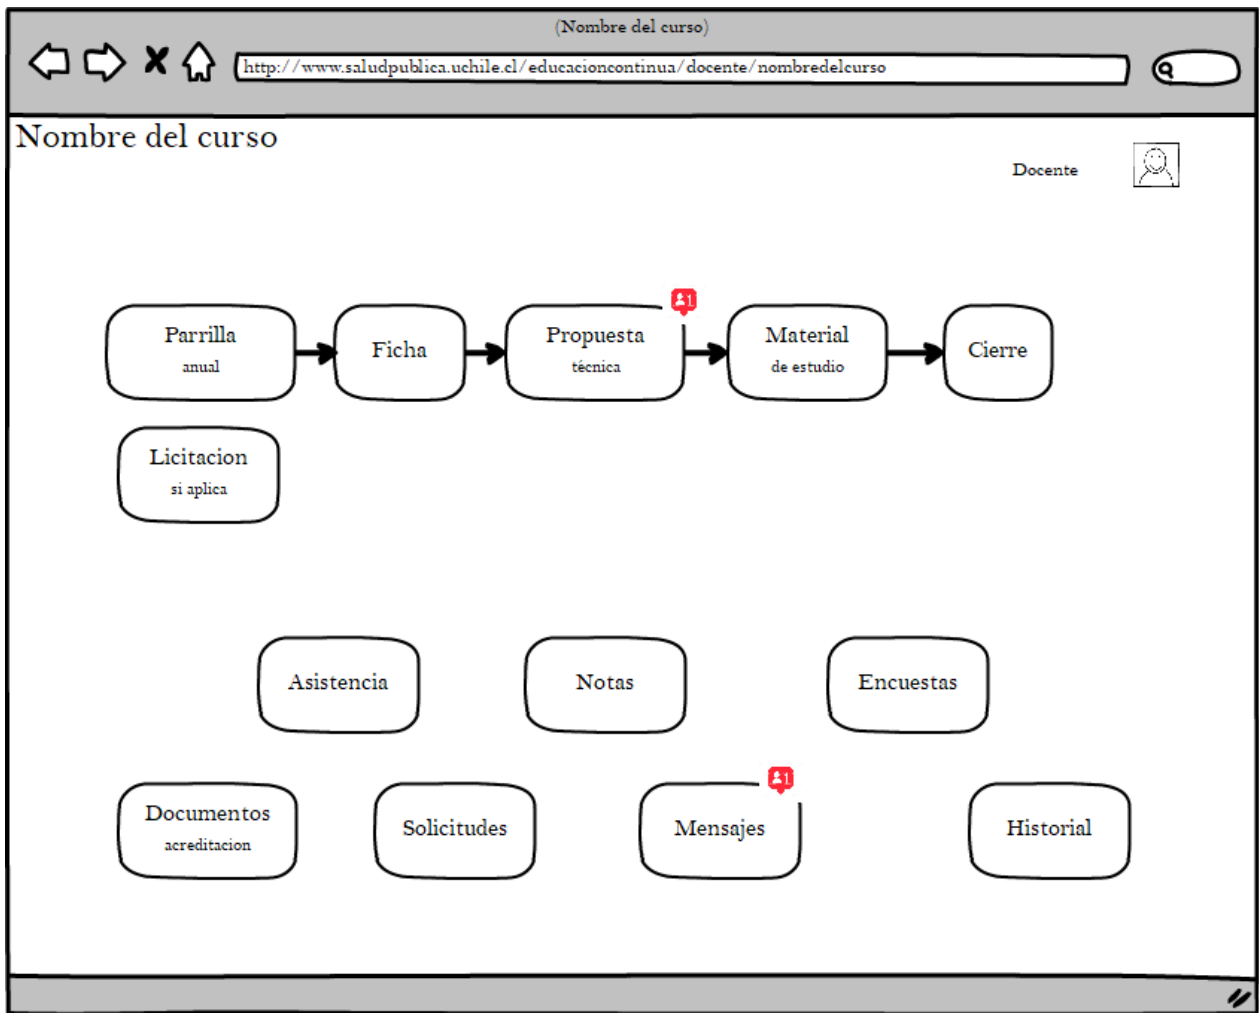 (Nombre del curso)
http://www.saludpublica.uchile.cl/educacioncontinua/docente/nombredelcurso
Nombre del curso
Docente
1
Parrilla
anual
Ficha
Propuesta
técnica
Material
de estudio
Cierre
Licitacion
si aplica
Asistencia
Notas
Encuestas
1
Documentos
acreditacion
Solicitudes
Mensajes
Historial